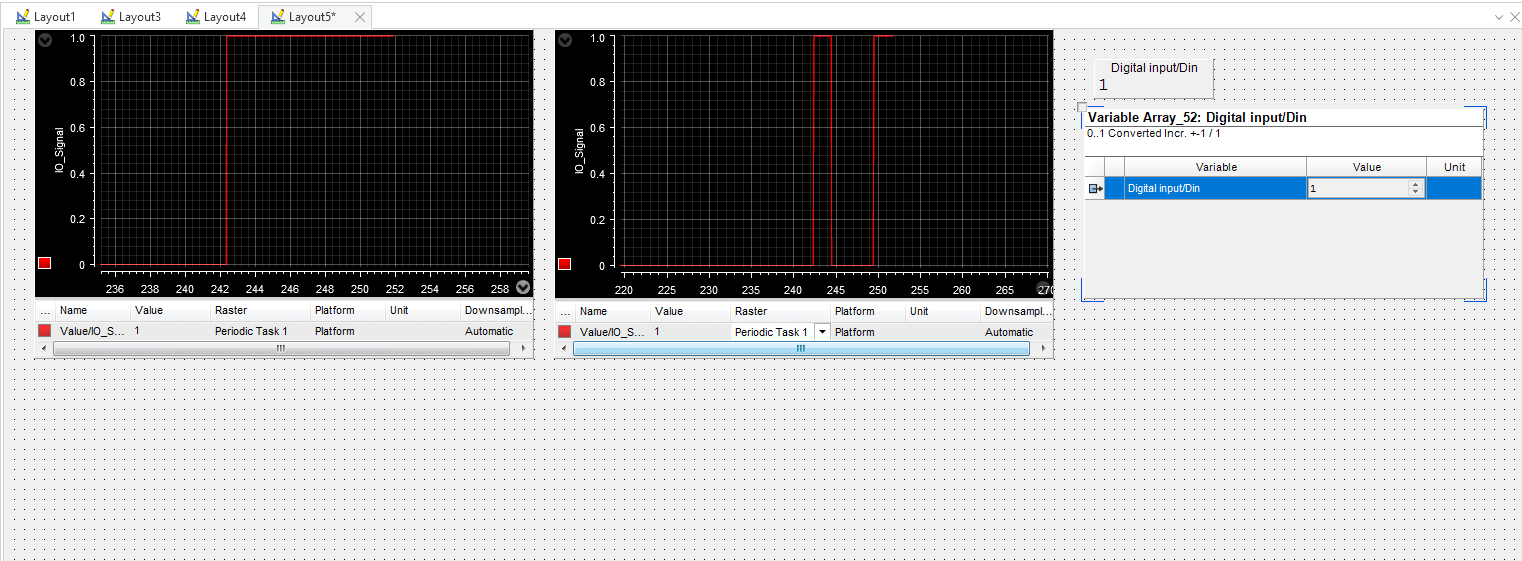 Layout1 Layout3 Layout4 Layout5*
1.0
0.8
0.6
0.4
0.2
0
IO_Signal
236 238 240 242 244 246 248 250 252 254 256 258
... Name Value Raster Platform Unit Downsampl...
Value/IO_S... 1 Periodic Task 1 Platform Automatic
1.0
0.8
0.6
0.4
0.2
0
IO_Signal
220 225 230 235 240 245 250 255 260 265 270
... Name Value Raster Platform Unit Downsampl...
Value/IO_S... 1 Periodic Task 1 Platform Automatic
Digital input/Din
1
Variable Array_52: Digital input/Din
0..1 Converted Incr. +-1 / 1
Variable Value Unit
Digital input/Din 1